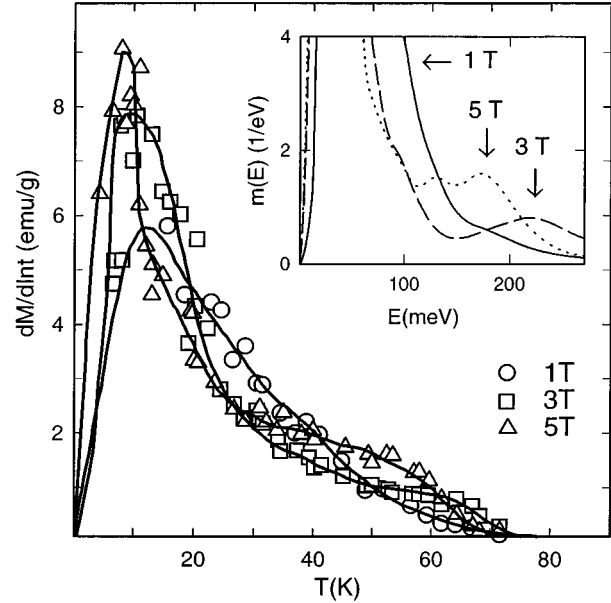 dM/dlnt (emu/g)
8
6
4
2
20
40
60
80
T(K)
m(E) (1/eV)
4
2
0
100
200
E(meV)
1 T
5 T
3 T
1T
3T
5T